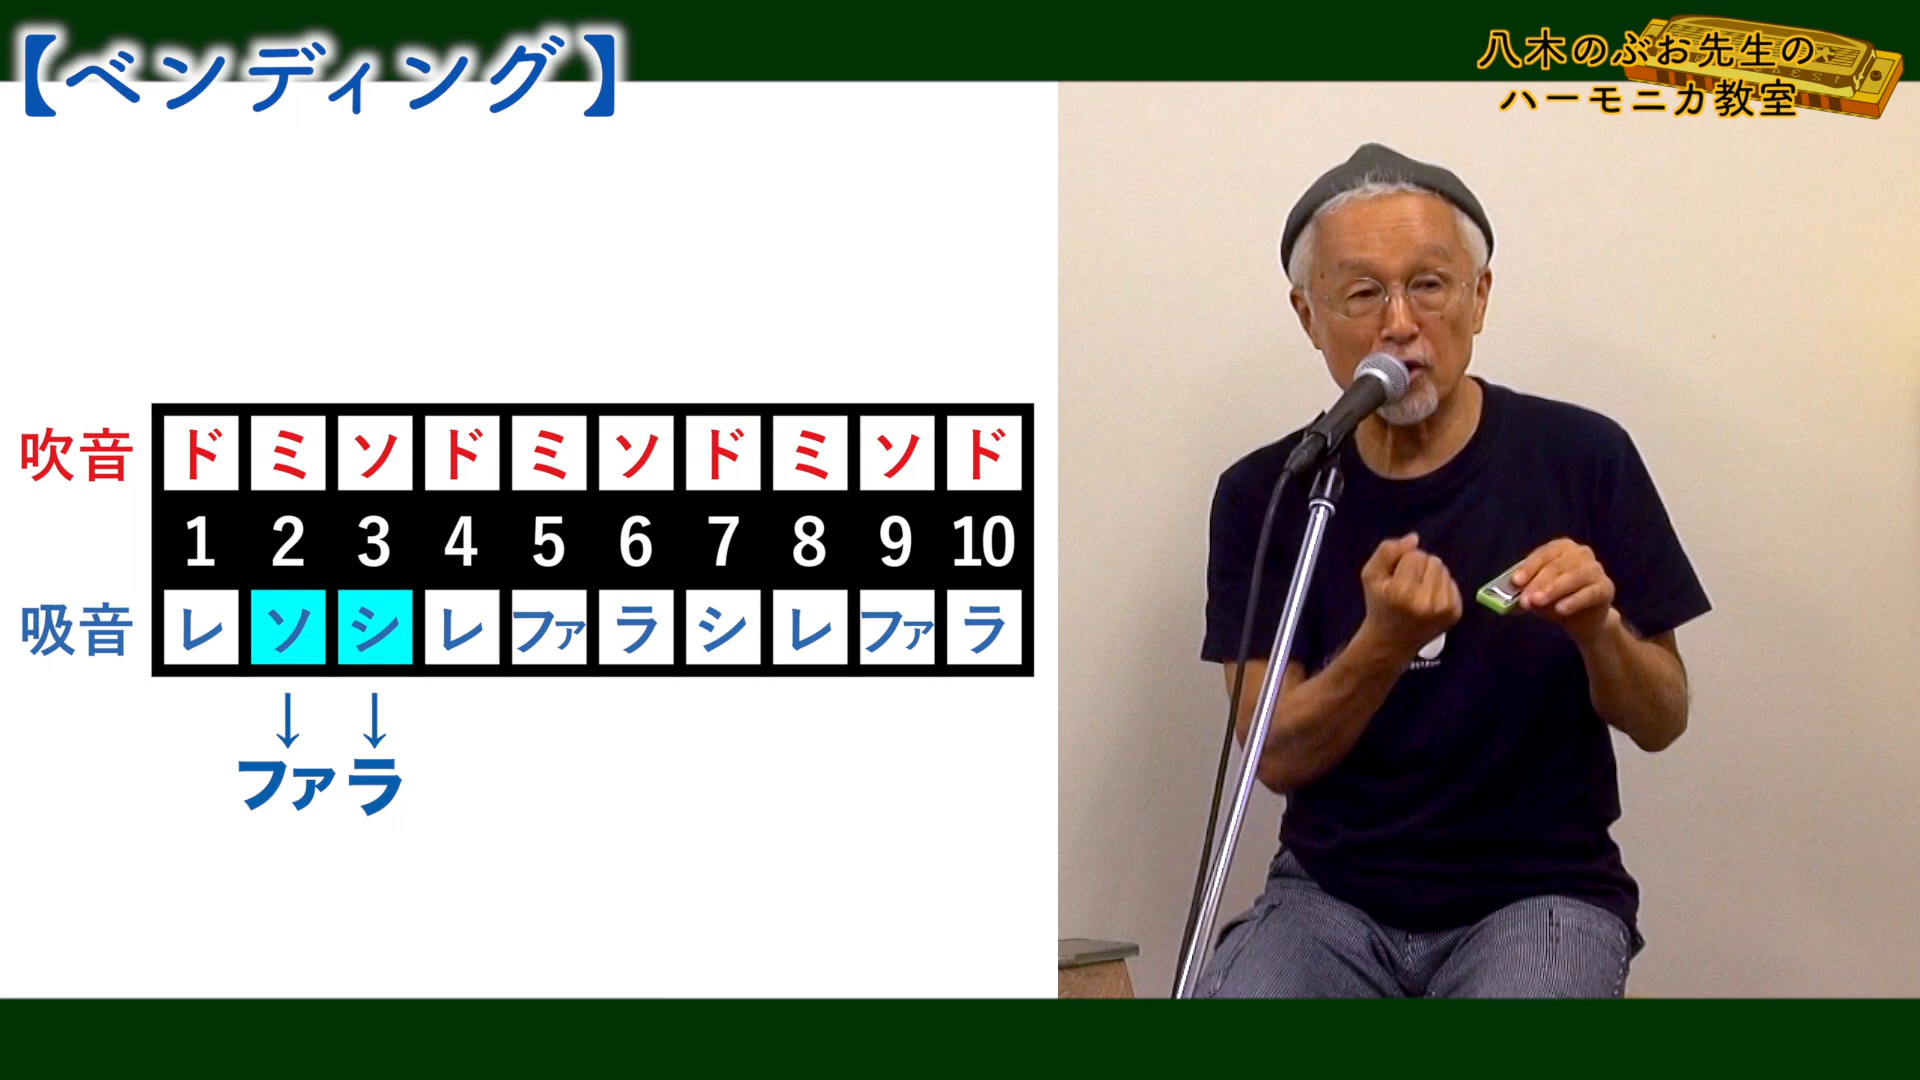 【ベンディング】
八木のぶお先生の
ハーモニカ教室
吹音 ド ミ ソ ド ミ ソ ド ミ ソ ド
1 2 3 4 5 6 7 8 9 10
吸音 レ ソ シ レ ファ ラ シ レ ファ ラ
↓ ↓
ファ ラ